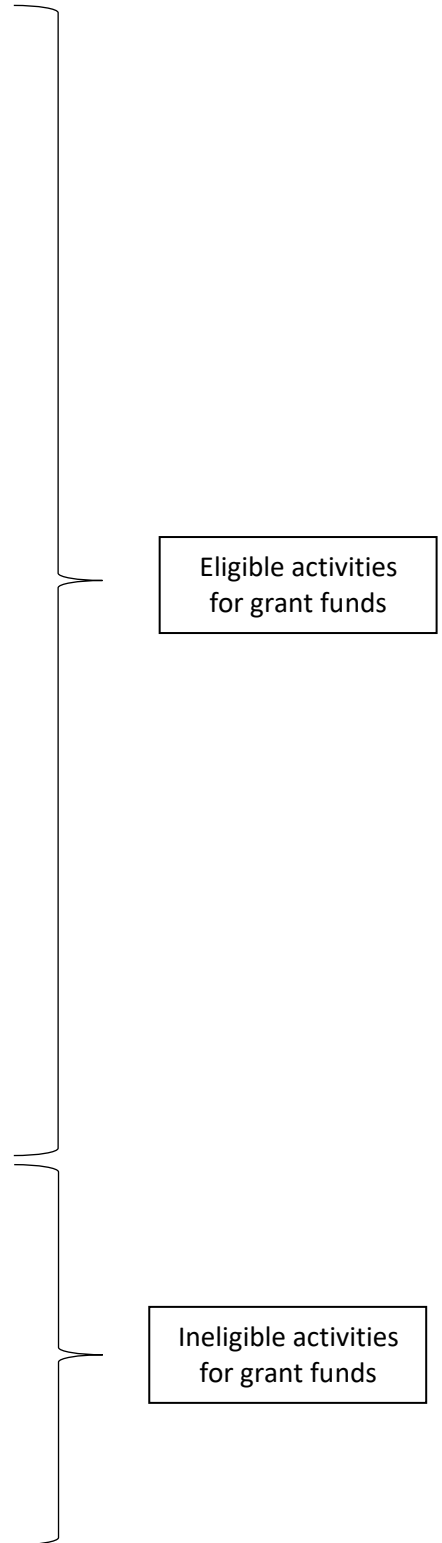 Eligible activities
for grant funds
Ineligible activities
for grant funds